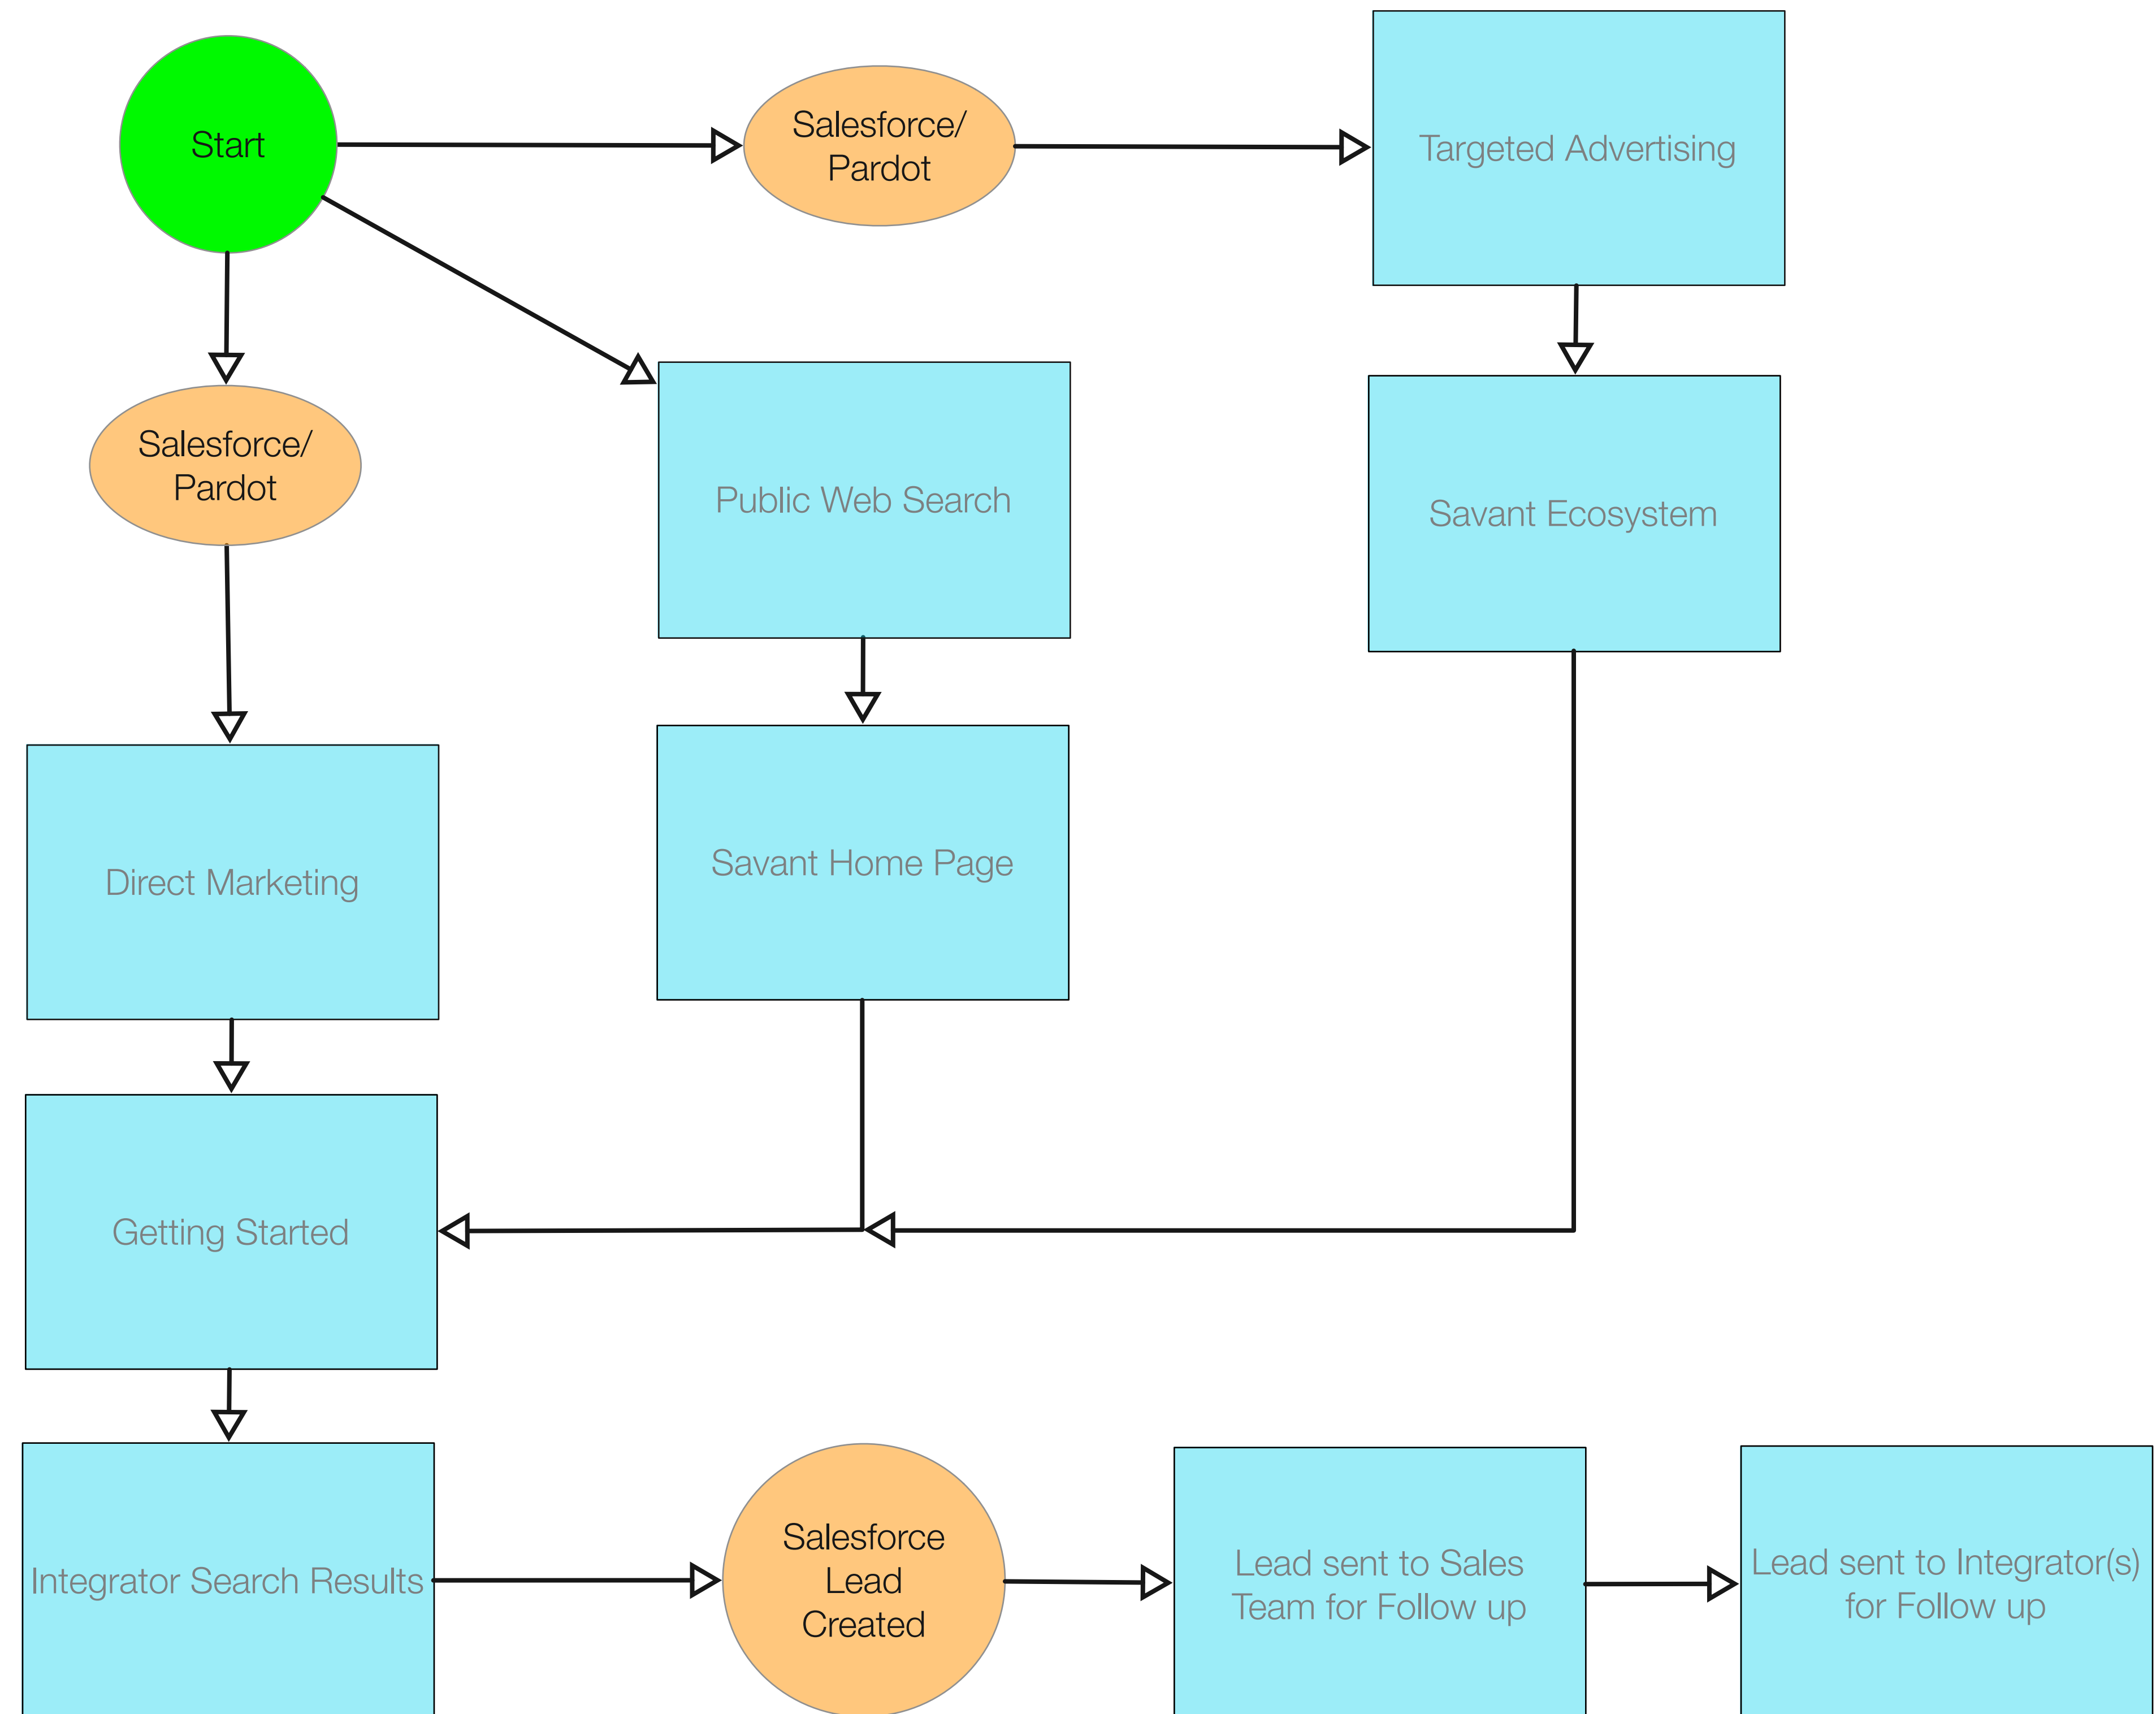 Start
Salesforce/
Pardot
Targeted Advertising
Salesforce/
Pardot
Public Web Search
Savant Ecosystem
Direct Marketing
Savant Home Page
Getting Started
Integrator Search Results
Salesforce
Lead
Created
Lead sent to Sales
Team for Follow up
Lead sent to Integrator(s)
for Follow up